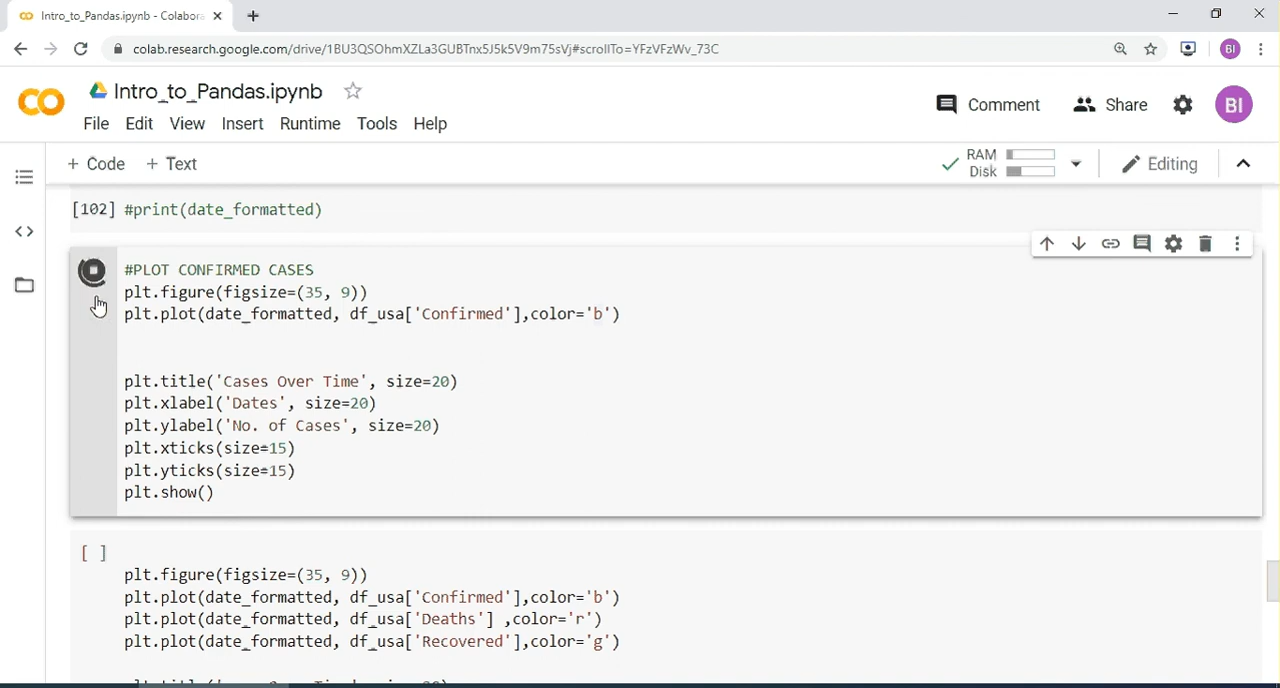 Intro_to_Pandas.ipynb - Colabora
colab.research.google.com/drive/1BU3QSOhmXZLa3GUBTnx5J5k5V9m75sVj#scrollTo=YFzVFzWv_73C
BI
Intro_to_Pandas.ipynb
Comment
Share
BI
File Edit View Insert Runtime Tools Help
+ Code + Text
RAM
Disk
Editing
[102] #print(date_formatted)
#PLOT CONFIRMED CASES
plt.figure(figsize=(35, 9))
plt.plot(date_formatted, df_usa['Confirmed'],color='b')
plt.title('Cases Over Time', size=20)
plt.xlabel('Dates', size=20)
plt.ylabel('No. of Cases', size=20)
plt.xticks(size=15)
plt.yticks(size=15)
plt.show()
[ ]
plt.figure(figsize=(35, 9))
plt.plot(date_formatted, df_usa['Confirmed'],color='b')
plt.plot(date_formatted, df_usa['Deaths'] ,color='r')
plt.plot(date_formatted, df_usa['Recovered'],color='g')